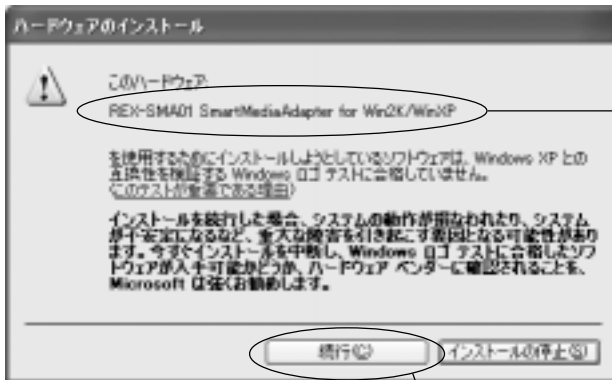 ハードウェアのインストール
このハードウェア:
REX-SMA01 SmartMediaAdapter for Win2K/WinXP
を使用するためにインストールしようとしているソフトウェアは、Windows XP との
互換性を検証する Windows ロゴ テストに合格していません。
(このテストが重要である理由)
インストールを続行した場合、システムの動作が損なわれたり、システム
が不安定になるなど、重大な障害を引き起こす要因となる可能性があり
ます。今すぐインストールを中断し、Windows ロゴ テストに合格したソフ
トウェアが入手可能かどうか、ハードウェア ベンダーに確認されることを、
Microsoft は強くお勧めします。
続行(C)
インストールの停止(S)